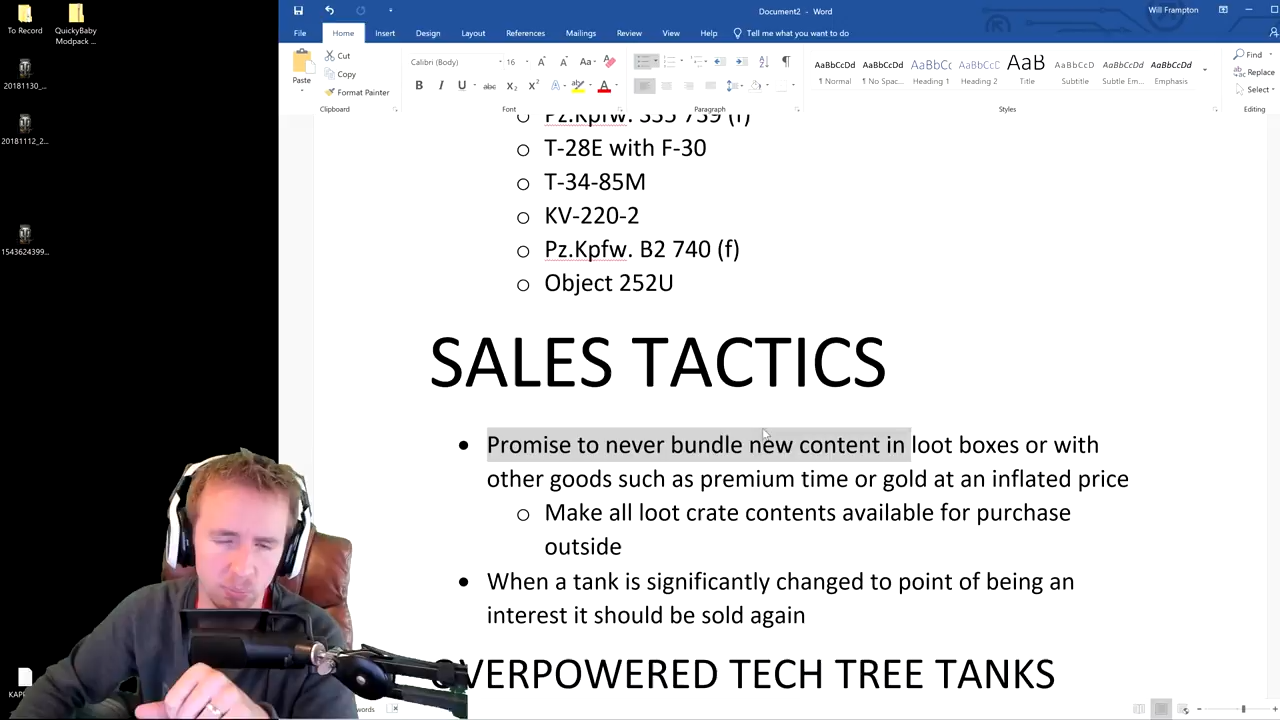 To Record
QuickyBaby Modpack ...
20181130_...
20181112_2...
1543624399...
Document2 - Word
Will Frampton
File Home Insert Design Layout References Mailings Review View Help Tell me what you want to do
Paste
Cut
Copy
Format Painter
Clipboard
Calibri (Body) 16
Font
Paragraph
AaBbCcDd AaBbCcDd AaBbCc AaBbCcD AaB AaBbCcD AaBbCcDd AaBbCcDd
1 Normal 1 No Spac... Heading 1 Heading 2 Title Subtitle Subtle Em... Emphasis
Styles
Find
Replace
Select
Editing
Pz.Kpfw. S35 739 (f)
T-28E with F-30
T-34-85M
KV-220-2
Pz.Kpfw. B2 740 (f)
Object 252U
SALES TACTICS
Promise to never bundle new content in loot boxes or with
other goods such as premium time or gold at an inflated price
Make all loot crate contents available for purchase
outside
When a tank is significantly changed to point of being an
interest it should be sold again
OVERPOWERED TECH TREE TANKS
words